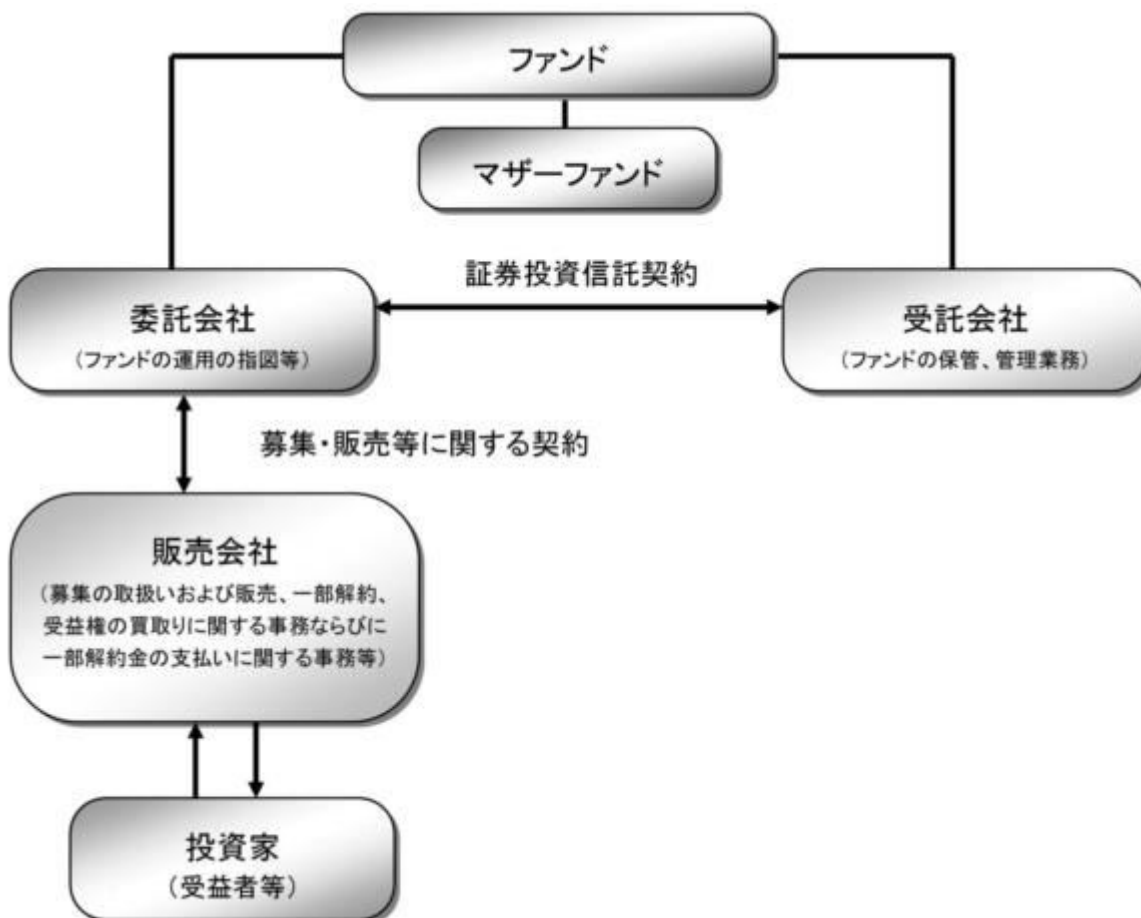 ファンド
マザーファンド
証券投資信託契約
委託会社
（ファンドの運用の指図等）
受託会社
（ファンドの保管、管理業務）
募集・販売等に関する契約
販売会社
（募集の取扱いおよび販売、一部解約、
受益権の買取りに関する事務ならびに
一部解約金の支払いに関する事務等）
投資家
（受益者等）